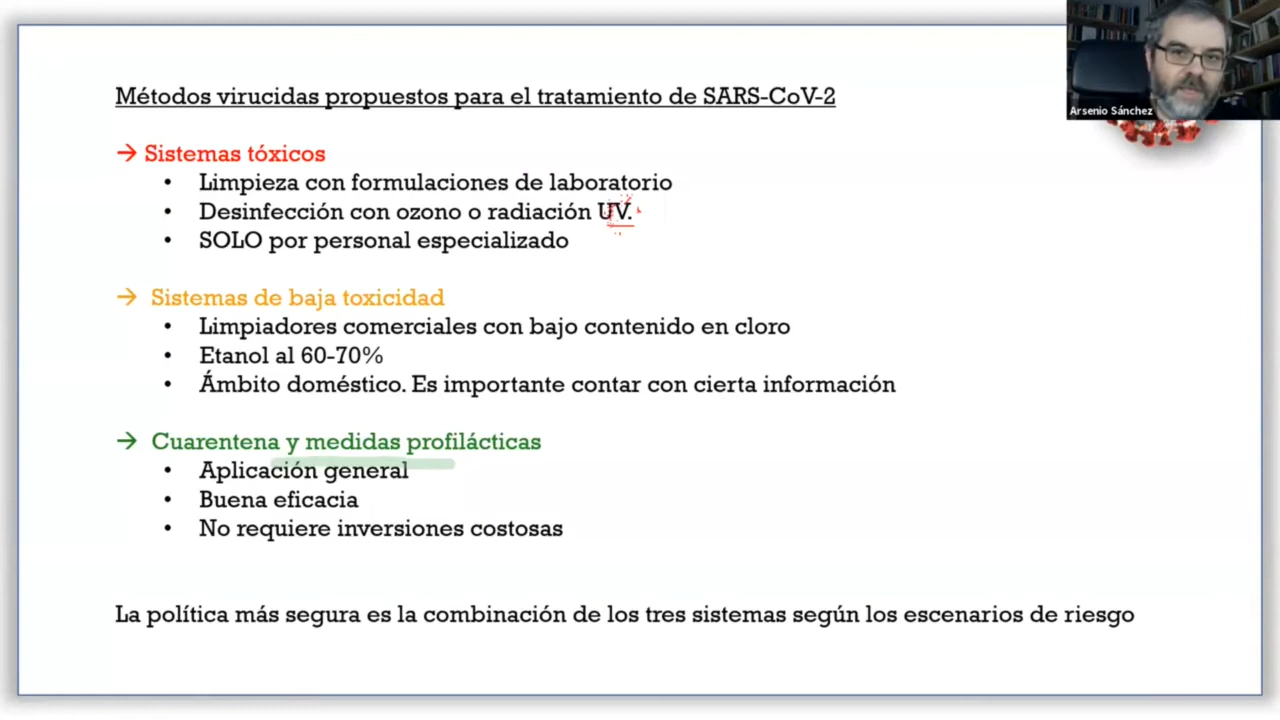 Métodos virucidas propuestos para el tratamiento de SARS-CoV-2
Arsenio Sánchez
→ Sistemas tóxicos
• Limpieza con formulaciones de laboratorio
• Desinfección con ozono o radiación UV.
• SOLO por personal especializado
→ Sistemas de baja toxicidad
• Limpiadores comerciales con bajo contenido en cloro
• Etanol al 60-70%
• Ámbito doméstico. Es importante contar con cierta información
→ Cuarentena y medidas profilácticas
• Aplicación general
• Buena eficacia
• No requiere inversiones costosas
La política más segura es la combinación de los tres sistemas según los escenarios de riesgo